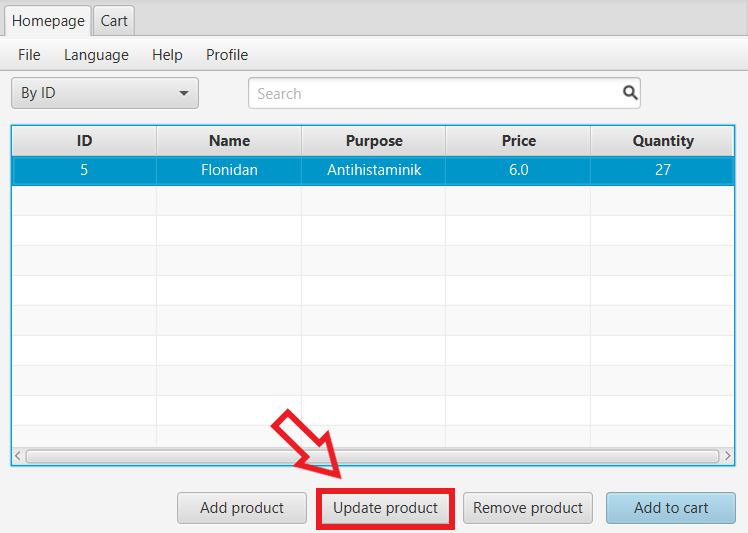 Homepage Cart
File Language Help Profile
By ID Search
ID Name Purpose Price Quantity
5 Flonidan Antihistaminik 6.0 27
Add product Update product Remove product Add to cart